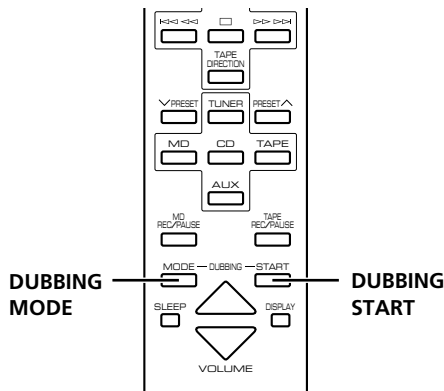 TAPE
DIRECTION
PRESET TUNER PRESET
MD CD TAPE
AUX
MD TAPE
REC/PAUSE REC/PAUSE
MODE — DUBBING — START
DUBBING
MODE
DUBBING
START
SLEEP DISPLAY
VOLUME